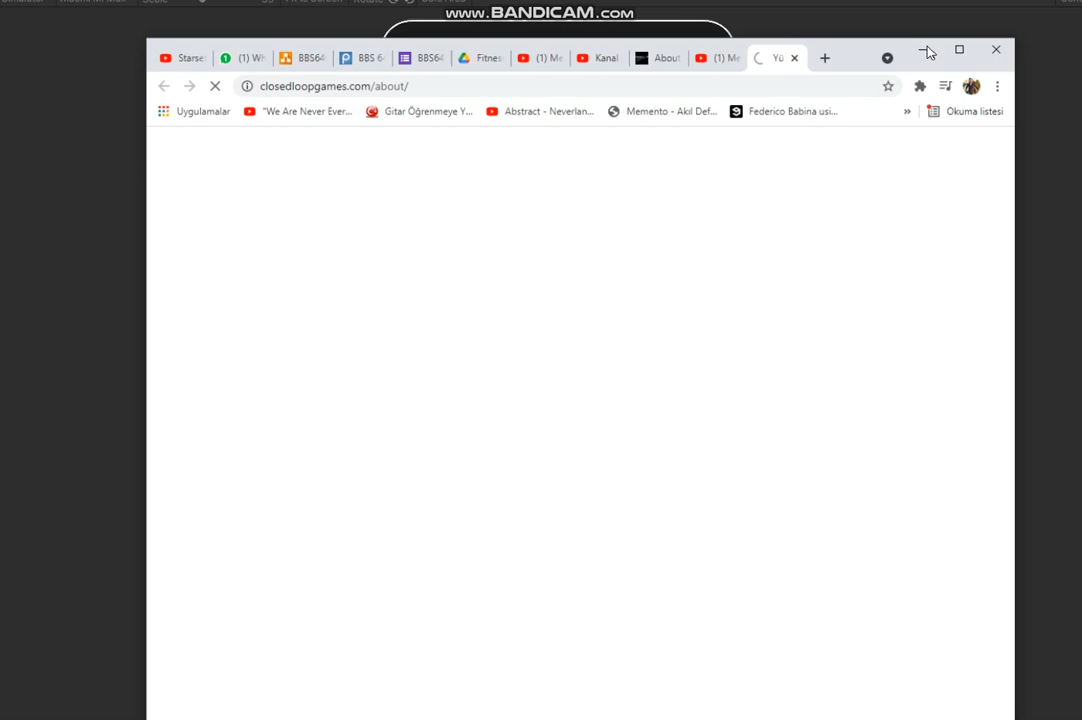 www.BANDICAM.com
Starse
(1) Wh
BBS64
BBS 64
BBS64
Fitnes
(1) Me
Kanal
About
(1) Me
Yü
closedloopgames.com/about/
Uygulamalar
"We Are Never Ever...
Gitar Öğrenmeye Y...
Abstract - Neverlan...
Memento - Akıl Def...
Federico Babina usi...
»
Okuma listesi